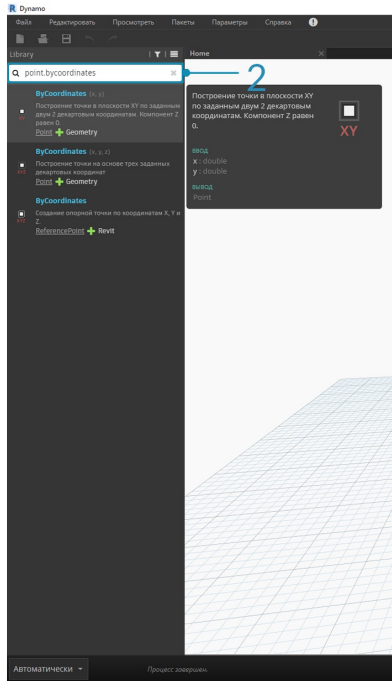 Dynamo
Файл Редактировать Просмотреть Пакеты Параметры Справка
Library
Home
point.bycoordinates
2
ByCoordinates (x, y)
Построение точки в плоскости XY по заданным
двум 2 декартовым координатам. Компонент Z
равен 0.
Point Geometry
XY
ByCoordinates (x, y, z)
Построение точки на основе трех заданных
декартовых координат
Point Geometry
XYZ
ByCoordinates
Создание опорной точки по координатам X, Y и
Z.
ReferencePoint Revit
XYZ
Построение точки в плоскости XY
по заданным двум 2 декартовым
координатам. Компонент Z равен
0.
XY
ввод
x : double
y : double
вывод
Point
Автоматически
Процесс завершен.